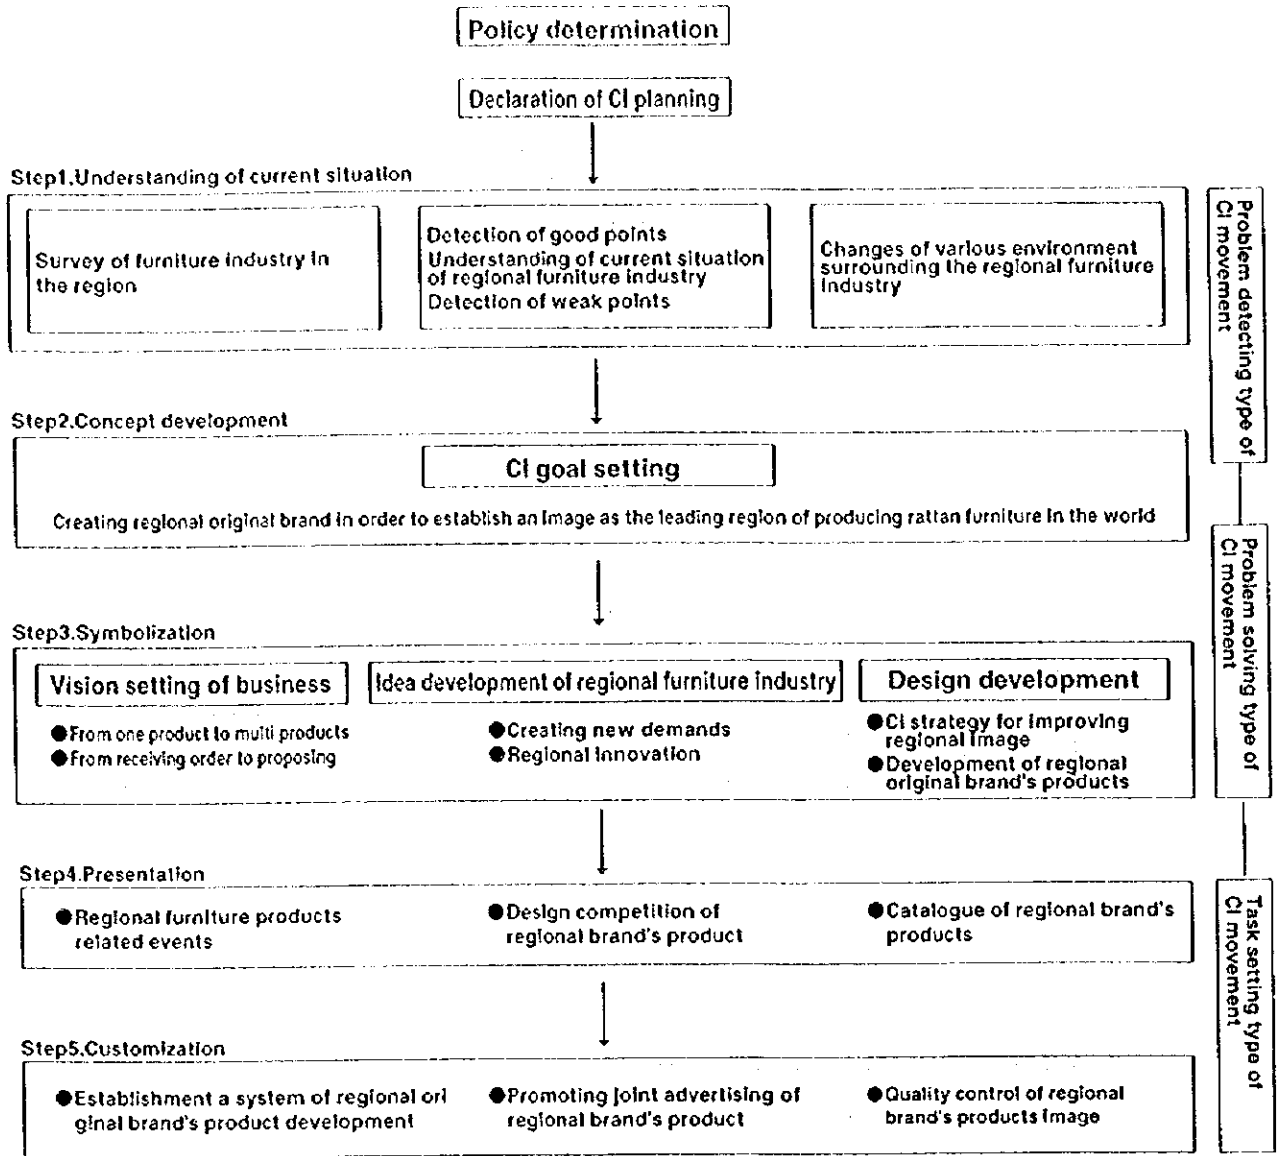 Policy determination
Declaration of CI planning
Step1.Understanding of current situation
Survey of furniture industry in
the region
Detection of good points
Understanding of current situation
of regional furniture industry
Detection of weak points
Changes of various environment
surrounding the regional furniture
industry
Problem detecting type of
CI movement
Step2.Concept development
CI goal setting
Creating regional original brand in order to establish an image as the leading region of producing rattan furniture in the world
Problem solving type of
CI movement
Step3.Symbolization
Vision setting of business
●From one product to multi products
●From receiving order to proposing
Idea development of regional furniture industry
●Creating new demands
●Regional innovation
Design development
●CI strategy for improving
regional image
●Development of regional
original brand's products
Step4.Presentation
●Regional furniture products
related events
●Design competition of
regional brand's product
●Catalogue of regional brand's
products
Task setting type of
CI movement
Step5.Customization
●Establishment a system of regional ori
ginal brand's product development
●Promoting joint advertising of
regional brand's product
●Quality control of regional
brand's products image